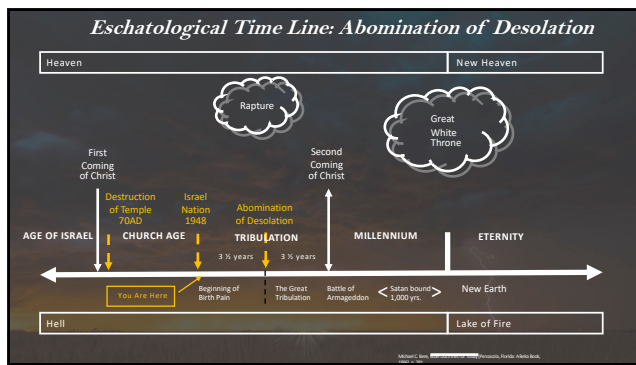 Eschatological Time Line: Abomination of Desolation
Heaven
New Heaven
Rapture
Great
White
Throne
First
Coming
of Christ
Second
Coming
of Christ
Destruction
of Temple
70AD
Israel
Nation
1948
Abomination
of Desolation
AGE OF ISRAEL
CHURCH AGE
TRIBULATION
MILLENNIUM
ETERNITY
3 ½ years
3 ½ years
You Are Here
Beginning of
Birth Pain
The Great
Tribulation
Battle of
Armageddon
Satan bound
1,000 yrs.
New Earth
Hell
Lake of Fire
Michael C. (Pensacola, Florida: A Beka Book,